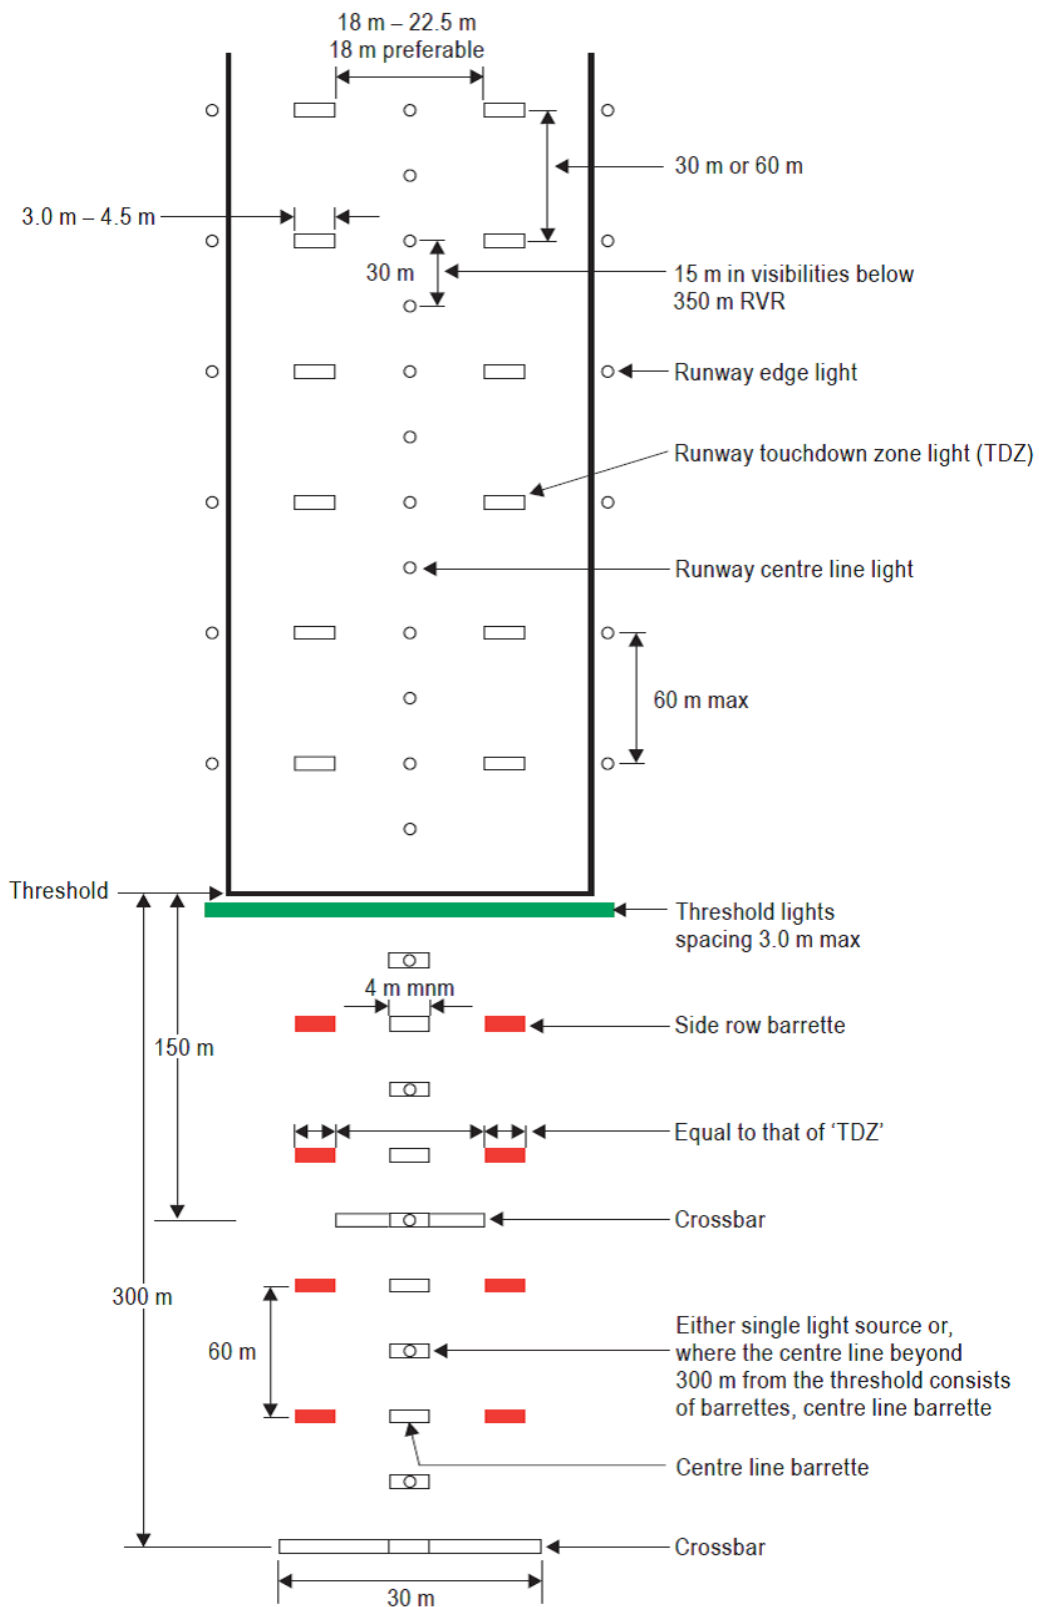 18 m – 22.5 m
18 m preferable
30 m or 60 m
3.0 m – 4.5 m
30 m
15 m in visibilities below
350 m RVR
Runway edge light
Runway touchdown zone light (TDZ)
Runway centre line light
60 m max
Threshold
Threshold lights
spacing 3.0 m max
4 m mnm
Side row barrette
150 m
Equal to that of ‘TDZ’
Crossbar
300 m
60 m
Either single light source or,
where the centre line beyond
300 m from the threshold consists
of barrettes, centre line barrette
Centre line barrette
Crossbar
30 m